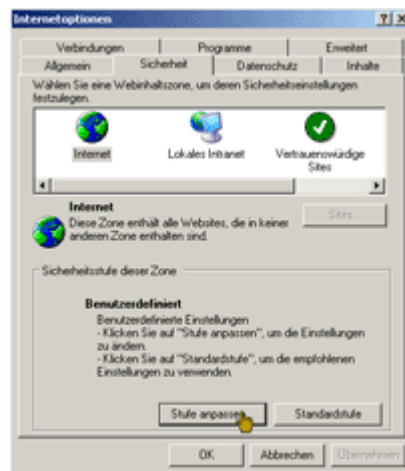 Internetoptionen
Verbindungen Programme Erweitert
Allgemein Sicherheit Datenschutz Inhalte
Wählen Sie eine Webinhaltszone, um deren Sicherheitseinstellungen
festzulegen.
Internet Lokales Intranet Vertrauenswürdige
Sites
Internet
Diese Zone enthält alle Websites, die in keiner
anderen Zone enthalten sind.
Sites...
Sicherheitsstufe dieser Zone
Benutzerdefiniert
Benutzerdefinierte Einstellungen
- Klicken Sie auf "Stufe anpassen", um die Einstellungen
zu ändern.
- Klicken Sie auf "Standardstufe", um die empfohlenen
Einstellungen zu verwenden.
Stufe anpassen... Standardstufe
OK Abbrechen Übernehmen